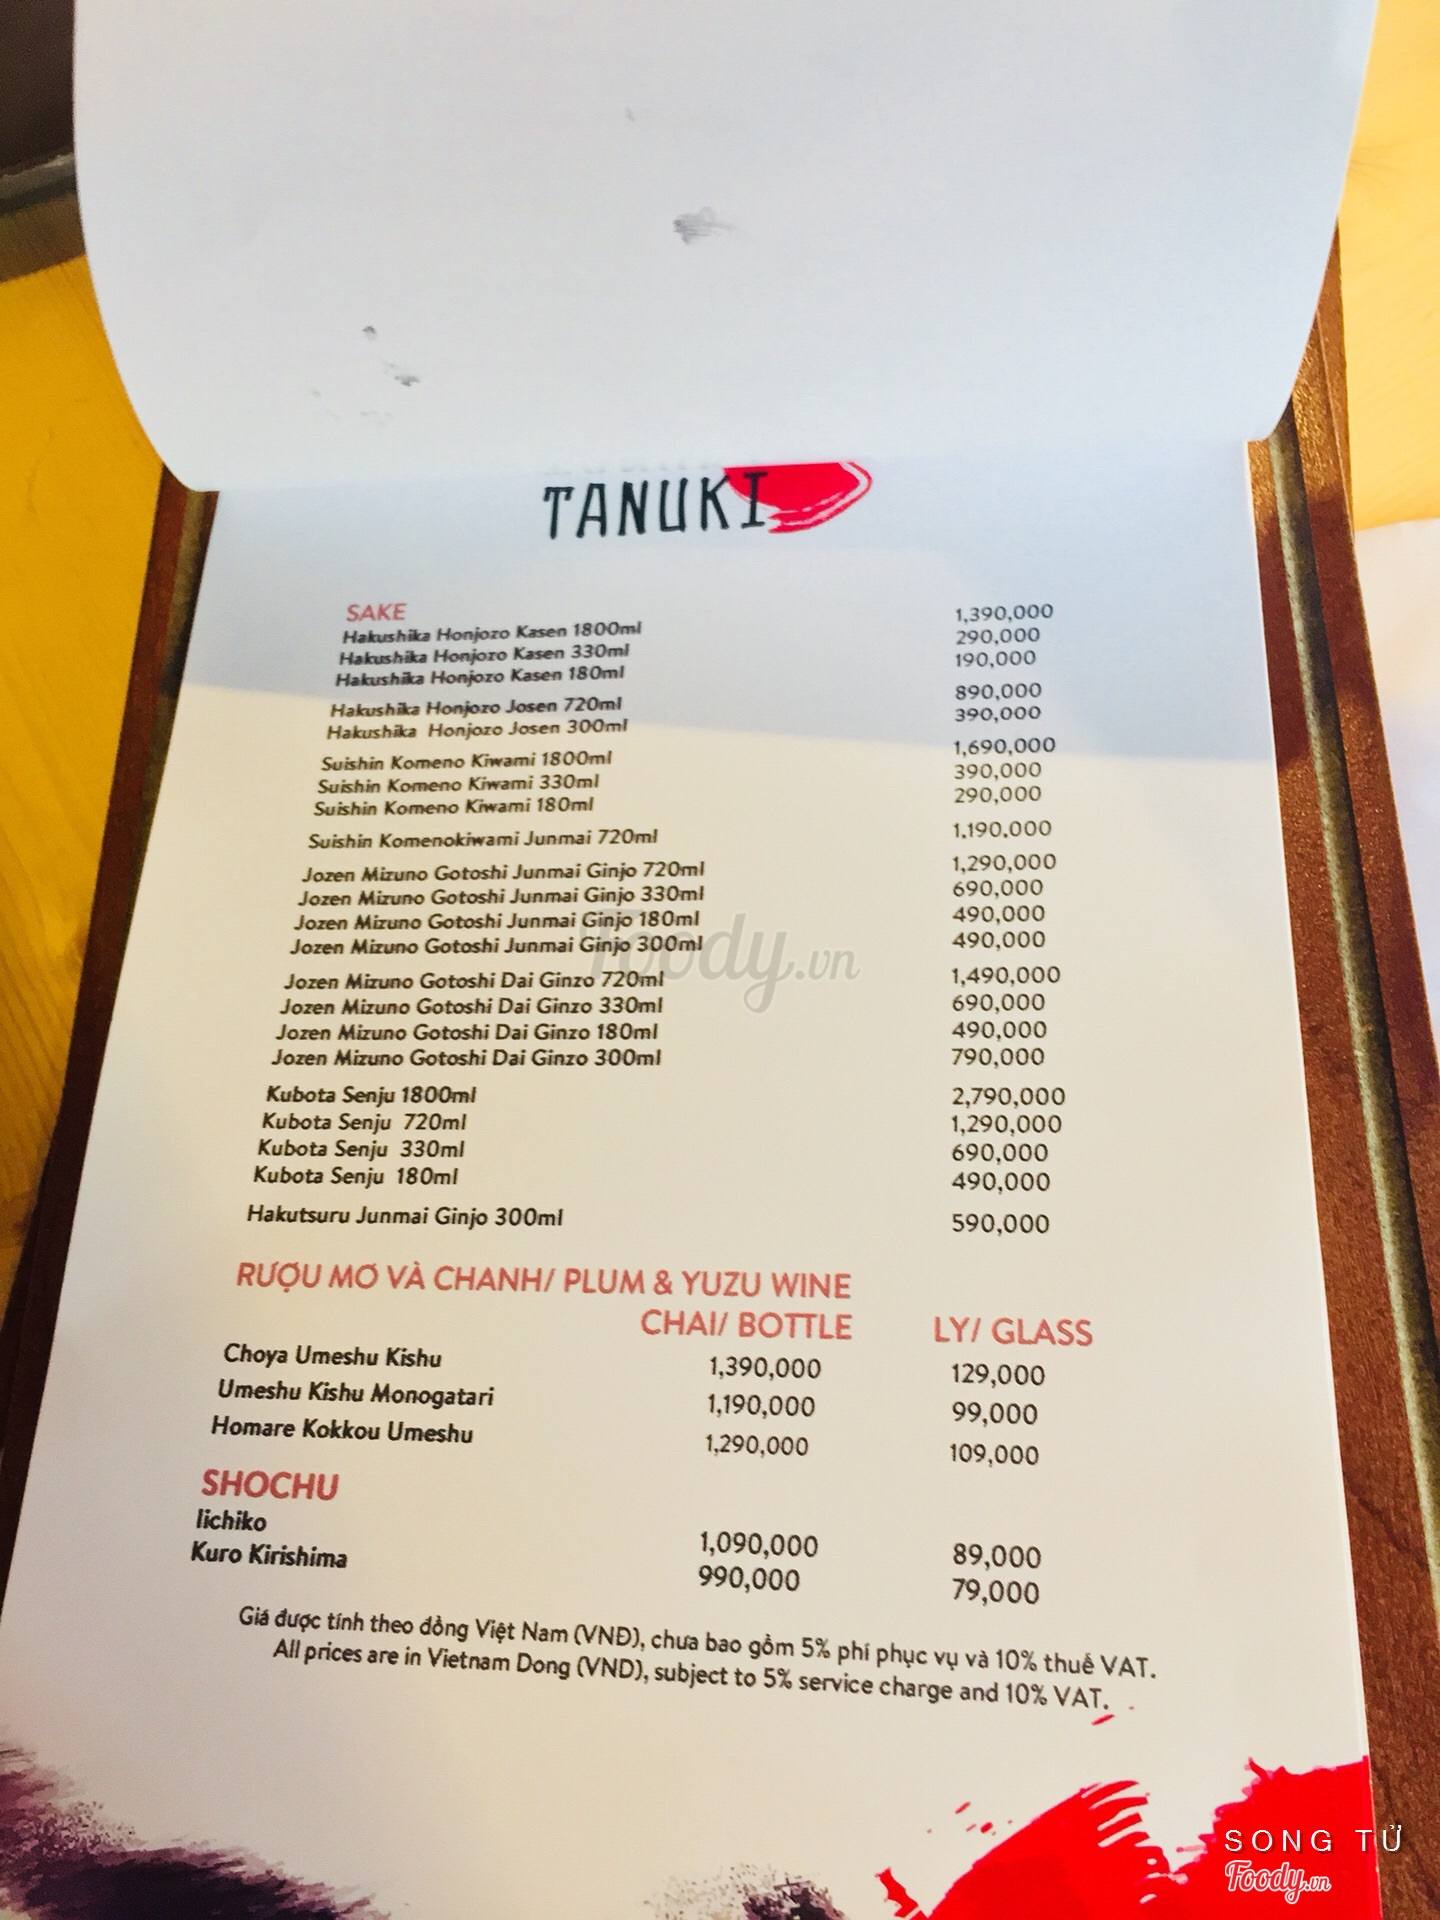 TANUKI
SAKE
Hakushika Honjozo Kasen 1800ml 1,390,000
Hakushika Honjozo Kasen 330ml 290,000
Hakushika Honjozo Kasen 180ml 190,000
Hakushika Honjozo Josen 720ml 890,000
Hakushika Honjozo Josen 300ml 390,000
Suishin Komeno Kiwami 1800ml 1,690,000
Suishin Komeno Kiwami 330ml 390,000
Suishin Komeno Kiwami 180ml 290,000
Suishin Komenokiwami Junmai 720ml 1,190,000
Jozen Mizuno Gotoshi Junmai Ginjo 720ml 1,290,000
Jozen Mizuno Gotoshi Junmai Ginjo 330ml 690,000
Jozen Mizuno Gotoshi Junmai Ginjo 180ml 490,000
Jozen Mizuno Gotoshi Junmai Ginjo 300ml 490,000
Foody.vn
Jozen Mizuno Gotoshi Dai Ginzo 720ml 1,490,000
Jozen Mizuno Gotoshi Dai Ginzo 330ml 690,000
Jozen Mizuno Gotoshi Dai Ginzo 180ml 490,000
Jozen Mizuno Gotoshi Dai Ginzo 300ml 790,000
Kubota Senju 1800ml 2,790,000
Kubota Senju 720ml 1,290,000
Kubota Senju 330ml 690,000
Kubota Senju 180ml 490,000
Hakutsuru Junmai Ginjo 300ml 590,000
RƯỢU MƠ VÀ CHANH/ PLUM & YUZU WINE
CHAI/ BOTTLE LY/ GLASS
Choya Umeshu Kishu 1,390,000 129,000
Umeshu Kishu Monogatari 1,190,000 99,000
Homare Kokkou Umeshu 1,290,000 109,000
SHOCHU
Iichiko 1,090,000 89,000
Kuro Kirishima 990,000 79,000
Giá được tính theo đồng Việt Nam (VNĐ), chưa bao gồm 5% phí phục vụ và 10% thuế VAT.
All prices are in Vietnam Dong (VND), subject to 5% service charge and 10% VAT.
SONG TỬ
Foody.vn